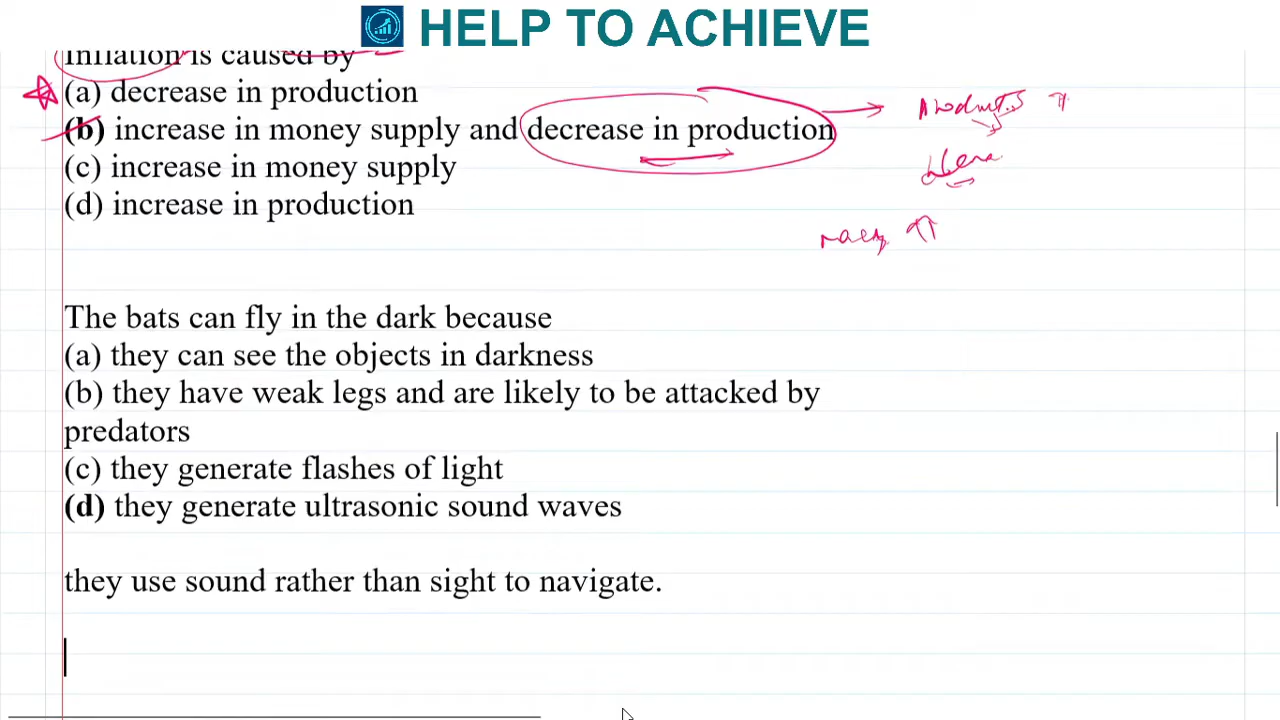 HELP TO ACHIEVE
Inflation is caused by
(a) decrease in production
(b) increase in money supply and decrease in production
(c) increase in money supply
(d) increase in production
The bats can fly in the dark because
(a) they can see the objects in darkness
(b) they have weak legs and are likely to be attacked by
predators
(c) they generate flashes of light
(d) they generate ultrasonic sound waves
they use sound rather than sight to navigate.